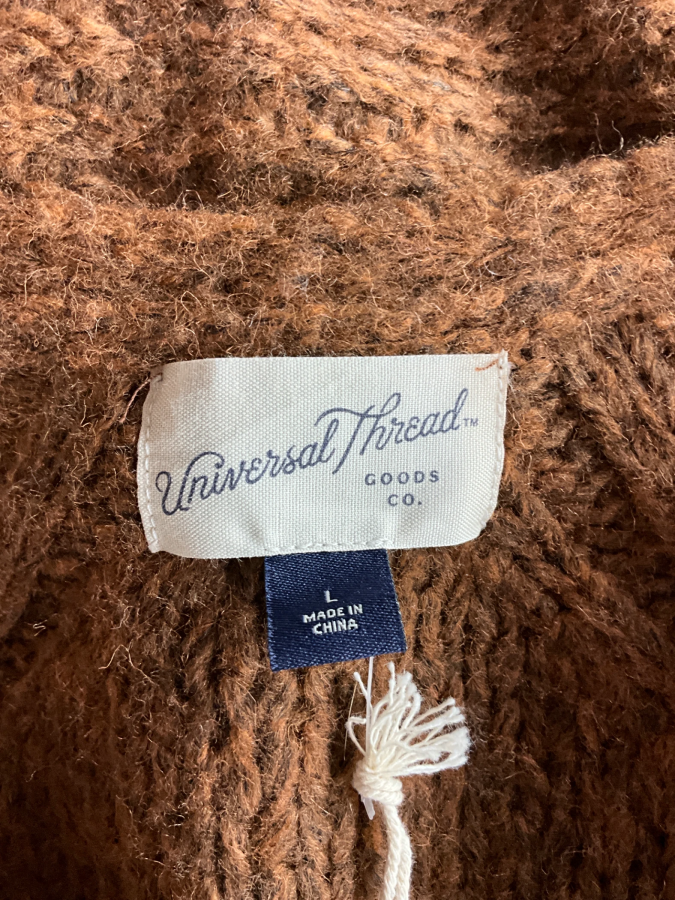 Universal Thread™
GOODS
CO.
L
MADE IN
CHINA